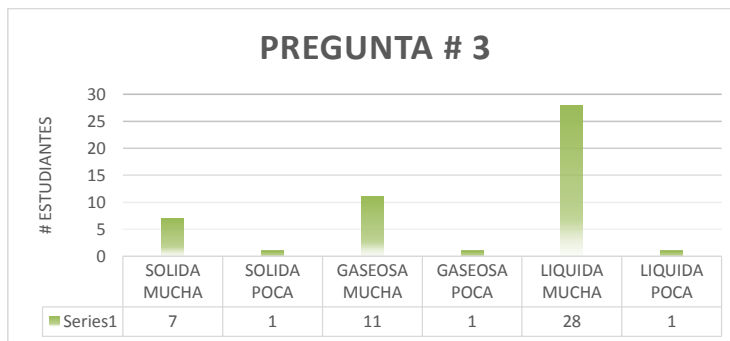 PREGUNTA # 3
# ESTUDIANTES
30
25
20
15
10
5
0
SOLIDA MUCHA
SOLIDA POCA
GASEOSA MUCHA
GASEOSA POCA
LIQUIDA MUCHA
LIQUIDA POCA
Series1 7 1 11 1 28 1